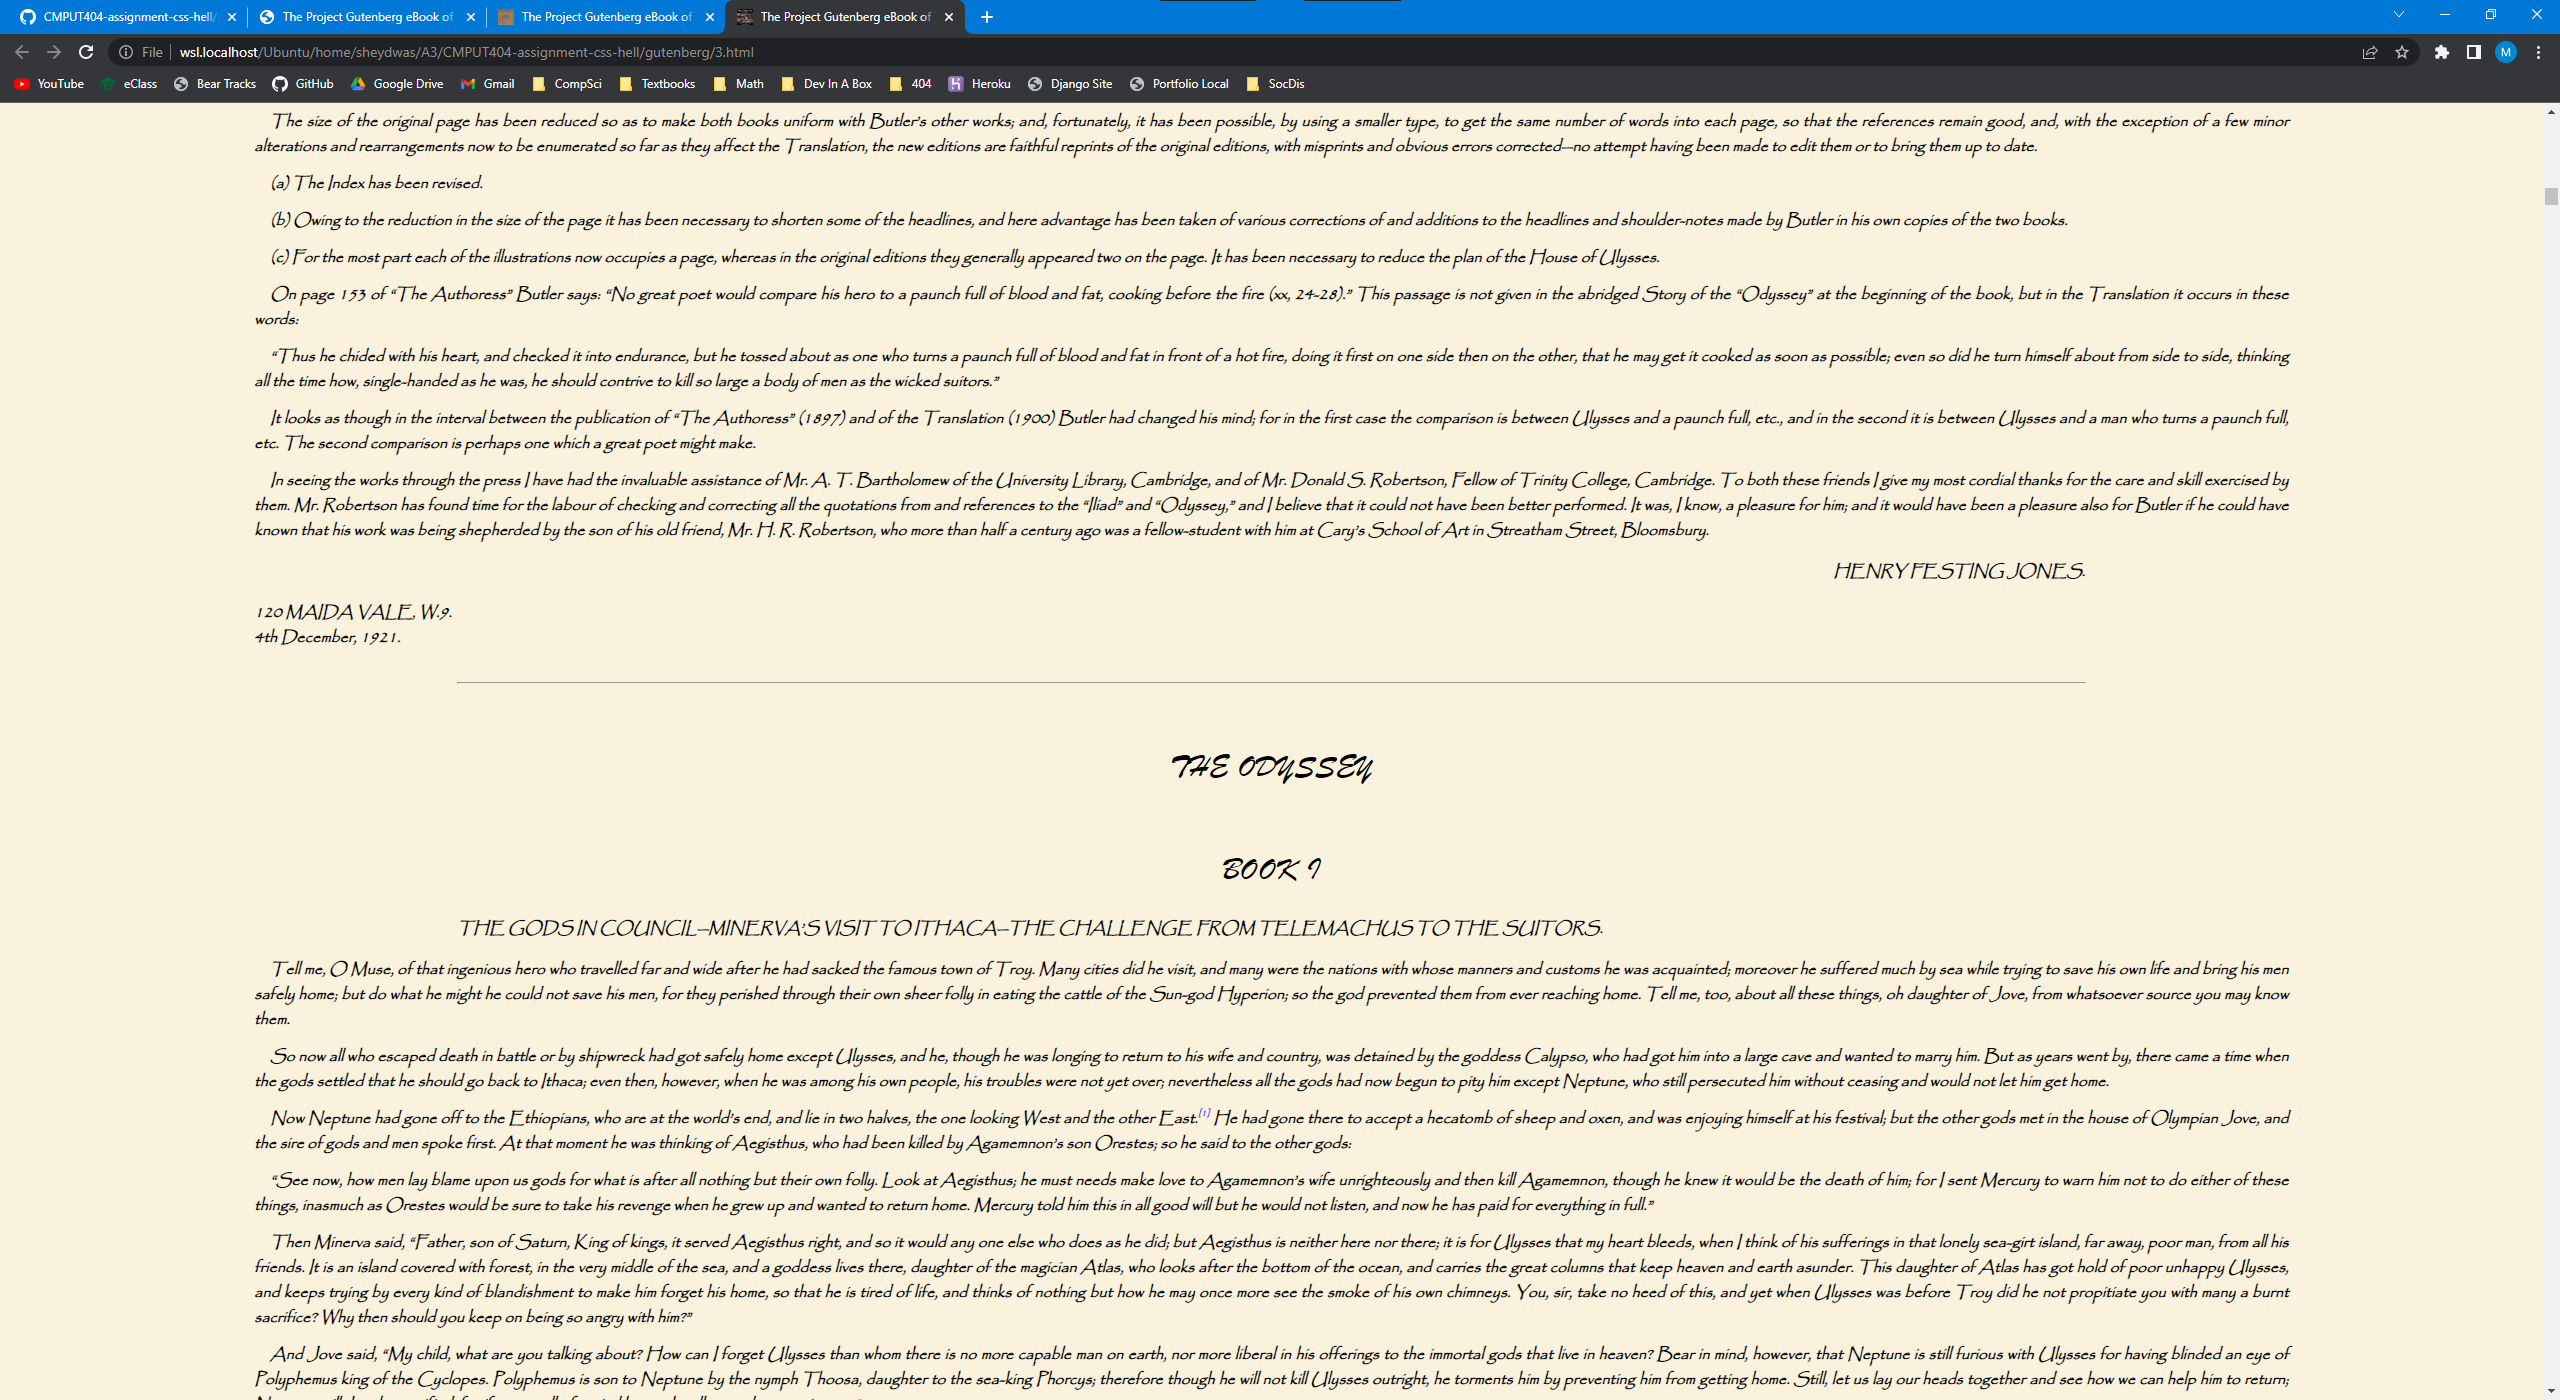 CMPUT404-assignment-css-hell/
The Project Gutenberg eBook of
The Project Gutenberg eBook of
The Project Gutenberg eBook of
File wsl.localhost/Ubuntu/home/sheydwas/A3/CMPUT404-assignment-css-hell/gutenberg/3.html
M
YouTube eClass Bear Tracks GitHub Google Drive Gmail CompSci Textbooks Math Dev In A Box 404 Heroku Django Site Portfolio Local SocDis
The size of the original page has been reduced so as to make both books uniform with Butler’s other works; and, fortunately, it has been possible, by using a smaller type, to get the same number of words into each page, so that the references remain good, and, with the exception of a few minor
alterations and rearrangements now to be enumerated so far as they affect the Translation, the new editions are faithful reprints of the original editions, with misprints and obvious errors corrected—no attempt having been made to edit them or to bring them up to date.
(a) The Index has been revised.
(b) Owing to the reduction in the size of the page it has been necessary to shorten some of the headlines, and here advantage has been taken of various corrections of and additions to the headlines and shoulder-notes made by Butler in his own copies of the two books.
(c) For the most part each of the illustrations now occupies a page, whereas in the original editions they generally appeared two on the page. It has been necessary to reduce the plan of the House of Ulysses.
On page 153 of “The Authoress” Butler says: “No great poet would compare his hero to a paunch full of blood and fat, cooking before the fire (xx, 24-28).” This passage is not given in the abridged Story of the “Odyssey” at the beginning of the book, but in the Translation it occurs in these
words:
“Thus he chided with his heart, and checked it into endurance, but he tossed about as one who turns a paunch full of blood and fat in front of a hot fire, doing it first on one side then on the other, that he may get it cooked as soon as possible; even so did he turn himself about from side to side, thinking
all the time how, single-handed as he was, he should contrive to kill so large a body of men as the wicked suitors.”
It looks as though in the interval between the publication of “The Authoress” (1897) and of the Translation (1900) Butler had changed his mind; for in the first case the comparison is between Ulysses and a paunch full, etc., and in the second it is between Ulysses and a man who turns a paunch full,
etc. The second comparison is perhaps one which a great poet might make.
In seeing the works through the press I have had the invaluable assistance of Mr. A. T. Bartholomew of the University Library, Cambridge, and of Mr. Donald S. Robertson, Fellow of Trinity College, Cambridge. To both these friends I give my most cordial thanks for the care and skill exercised by
them. Mr. Robertson has found time for the labour of checking and correcting all the quotations from and references to the “Iliad” and “Odyssey,” and I believe that it could not have been better performed. It was, I know, a pleasure for him; and it would have been a pleasure also for Butler if he could have
known that his work was being shepherded by the son of his old friend, Mr. H. R. Robertson, who more than half a century ago was a fellow-student with him at Cary’s School of Art in Streatham Street, Bloomsbury.
HENRY FESTING JONES.
120 MAIDA VALE, W.9.
4th December, 1921.
THE ODYSSEY
BOOK I
THE GODS IN COUNCIL—MINERVA’S VISIT TO ITHACA—THE CHALLENGE FROM TELEMACHUS TO THE SUITORS.
Tell me, O Muse, of that ingenious hero who travelled far and wide after he had sacked the famous town of Troy. Many cities did he visit, and many were the nations with whose manners and customs he was acquainted; moreover he suffered much by sea while trying to save his own life and bring his men
safely home; but do what he might he could not save his men, for they perished through their own sheer folly in eating the cattle of the Sun-god Hyperion; so the god prevented them from ever reaching home. Tell me, too, about all these things, oh daughter of Jove, from whatsoever source you may know
them.
So now all who escaped death in battle or by shipwreck had got safely home except Ulysses, and he, though he was longing to return to his wife and country, was detained by the goddess Calypso, who had got him into a large cave and wanted to marry him. But as years went by, there came a time when
the gods settled that he should go back to Ithaca; even then, however, when he was among his own people, his troubles were not yet over; nevertheless all the gods had now begun to pity him except Neptune, who still persecuted him without ceasing and would not let him get home.
Now Neptune had gone off to the Ethiopians, who are at the world’s end, and lie in two halves, the one looking West and the other East.[1] He had gone there to accept a hecatomb of sheep and oxen, and was enjoying himself at his festival; but the other gods met in the house of Olympian Jove, and
the sire of gods and men spoke first. At that moment he was thinking of Aegisthus, who had been killed by Agamemnon’s son Orestes; so he said to the other gods:
“See now, how men lay blame upon us gods for what is after all nothing but their own folly. Look at Aegisthus; he must needs make love to Agamemnon’s wife unrighteously and then kill Agamemnon, though he knew it would be the death of him; for I sent Mercury to warn him not to do either of these
things, inasmuch as Orestes would be sure to take his revenge when he grew up and wanted to return home. Mercury told him this in all good will but he would not listen, and now he has paid for everything in full.”
Then Minerva said, “Father, son of Saturn, King of kings, it served Aegisthus right, and so it would any one else who does as he did; but Aegisthus is neither here nor there; it is for Ulysses that my heart bleeds, when I think of his sufferings in that lonely sea-girt island, far away, poor man, from all his
friends. It is an island covered with forest, in the very middle of the sea, and a goddess lives there, daughter of the magician Atlas, who looks after the bottom of the ocean, and carries the great columns that keep heaven and earth asunder. This daughter of Atlas has got hold of poor unhappy Ulysses,
and keeps trying by every kind of blandishment to make him forget his home, so that he is tired of life, and thinks of nothing but how he may once more see the smoke of his own chimneys. You, sir, take no heed of this, and yet when Ulysses was before Troy did he not propitiate you with many a burnt
sacrifice? Why then should you keep on being so angry with him?”
And Jove said, “My child, what are you talking about? How can I forget Ulysses than whom there is no more capable man on earth, nor more liberal in his offerings to the immortal gods that live in heaven? Bear in mind, however, that Neptune is still furious with Ulysses for having blinded an eye of
Polyphemus king of the Cyclopes. Polyphemus is son to Neptune by the nymph Thoosa, daughter to the sea-king Phorcys; therefore though he will not kill Ulysses outright, he torments him by preventing him from getting home. Still, let us lay our heads together and see how we can help him to return;